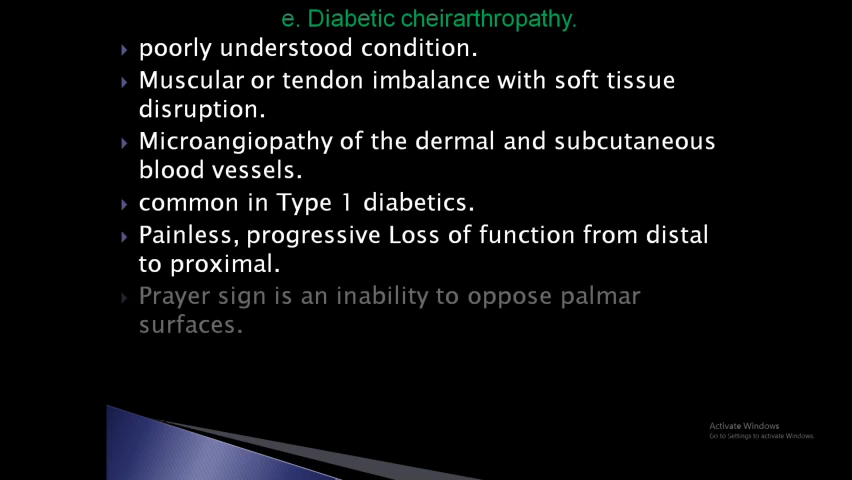 e. Diabetic cheirarthropathy.
poorly understood condition.
Muscular or tendon imbalance with soft tissue
disruption.
Microangiopathy of the dermal and subcutaneous
blood vessels.
common in Type 1 diabetics.
Painless, progressive Loss of function from distal
to proximal.
Prayer sign is an inability to oppose palmar
surfaces.
Activate Windows
Go to Settings to activate Windows.